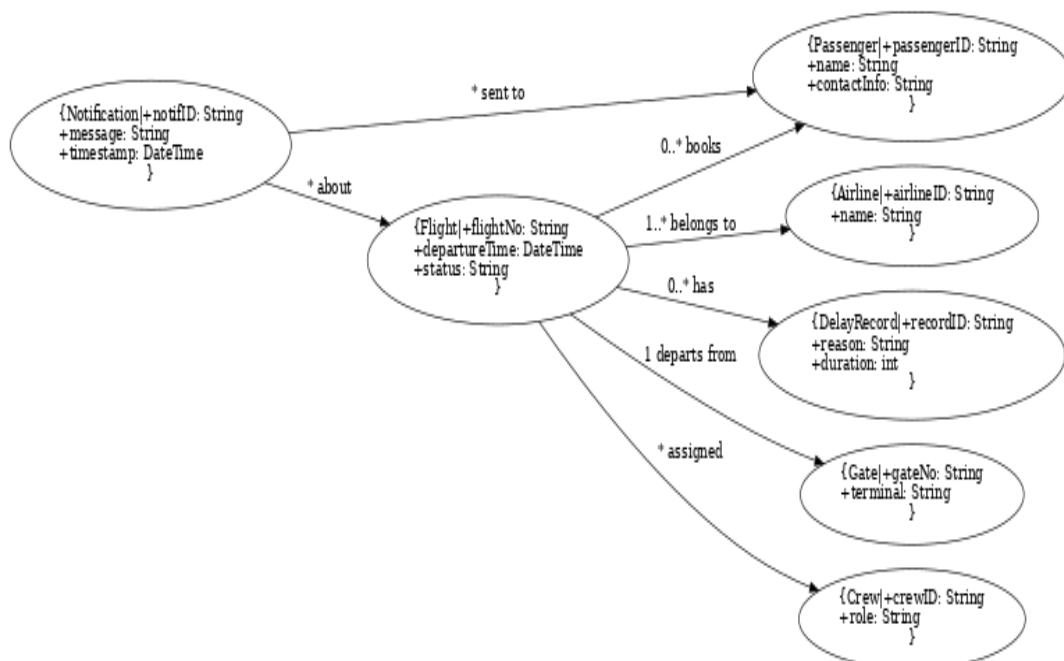 {Passenger|+passengerID: String
+name: String
+contactInfo: String
}
* sent to
{Notification|+notifID: String
+message: String
+timestamp: DateTime
}
0..* books
* about
{Airline|+airlineID: String
+name: String
}
1..* belongs to
{Flight|+flightNo: String
+departureTime: DateTime
+status: String
}
0..* has
{DelayRecord|+recordID: String
+reason: String
+duration: int
}
1 departs from
* assigned
{Gate|+gateNo: String
+terminal: String
}
{Crew|+crewID: String
+role: String
}